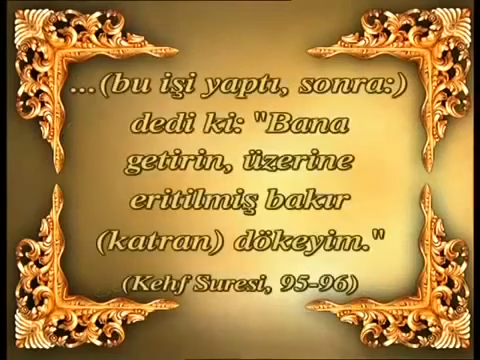 ...(bu işi yaptı, sonra:)
dedi ki: "Bana
getirin, üzerine
eritilmiş bakır
(katran) dökeyim."
(Kehf Suresi, 95-96)